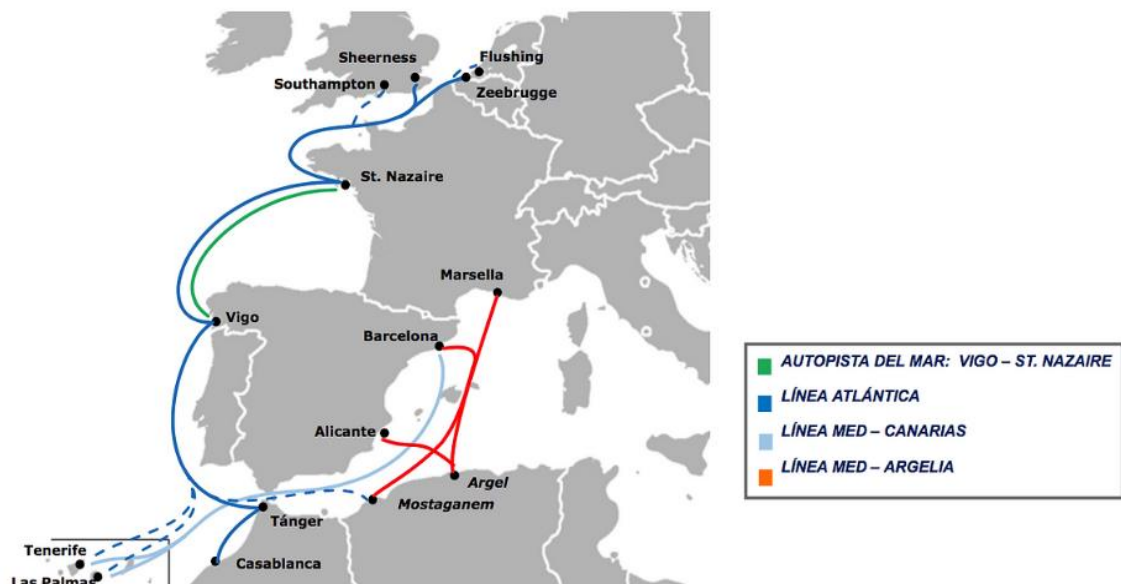 Flushing
Sheerness
Southampton
Zeebrugge
St. Nazaire
Marsella
Vigo
Barcelona
Alicante
Argel
Mostaganem
Tánger
Tenerife
Casablanca
Las Palmas
AUTOPISTA DEL MAR: VIGO – ST. NAZAIRE
LÍNEA ATLÁNTICA
LÍNEA MED – CANARIAS
LÍNEA MED – ARGELIA